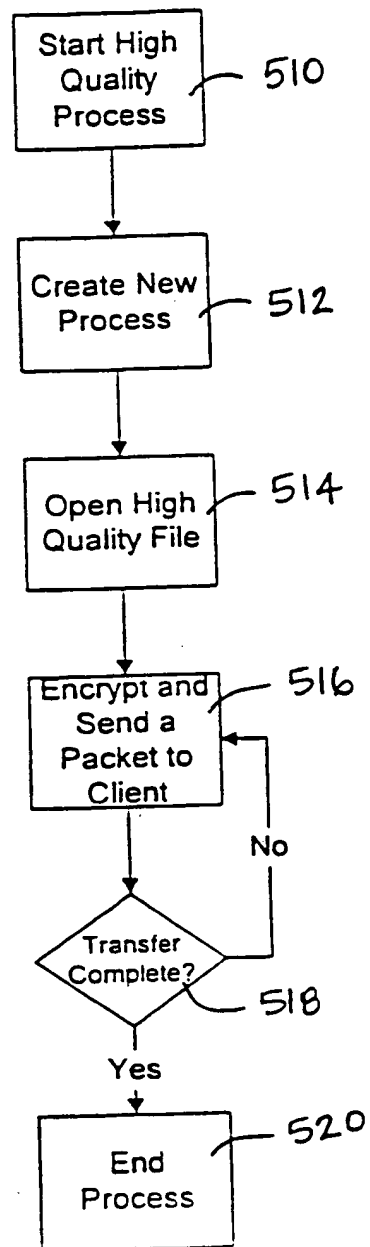 Start High
Quality
Process
510
Create New
Process
512
Open High
Quality File
514
Encrypt and
Send a
Packet to
Client
516
No
Transfer
Complete?
518
Yes
End
Process
520